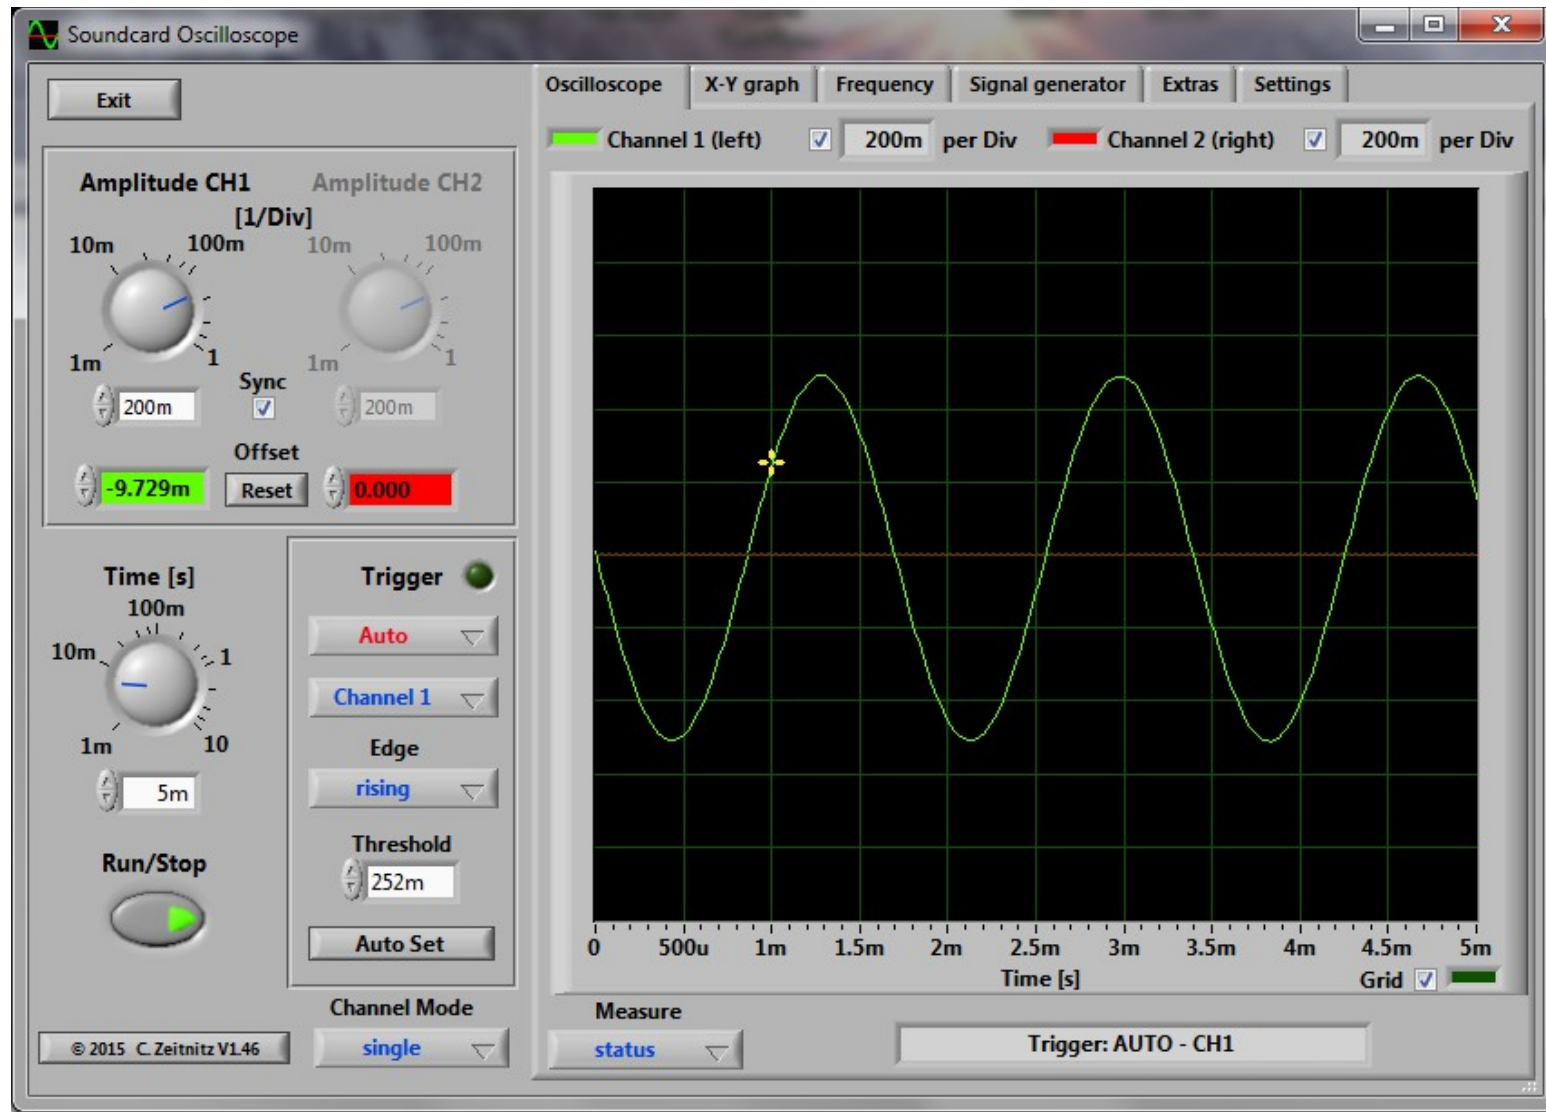 Soundcard Oscilloscope
Exit
Oscilloscope X-Y graph Frequency Signal generator Extras Settings
Channel 1 (left) 200m per Div Channel 2 (right) 200m per Div
Amplitude CH1 Amplitude CH2
[1/Div]
10m 100m 10m 100m
1m 1 1m 1
Sync
200m 200m
Offset
-9.729m Reset 0.000
Time [s]
100m
10m 1
1m 10
5m
Run/Stop
Trigger
Auto
Channel 1
Edge
rising
Threshold
252m
Auto Set
Channel Mode
single
© 2015 C. Zeitnitz V1.46
0 500u 1m 1.5m 2m 2.5m 3m 3.5m 4m 4.5m 5m
Time [s]
Grid
Measure
status
Trigger: AUTO - CH1